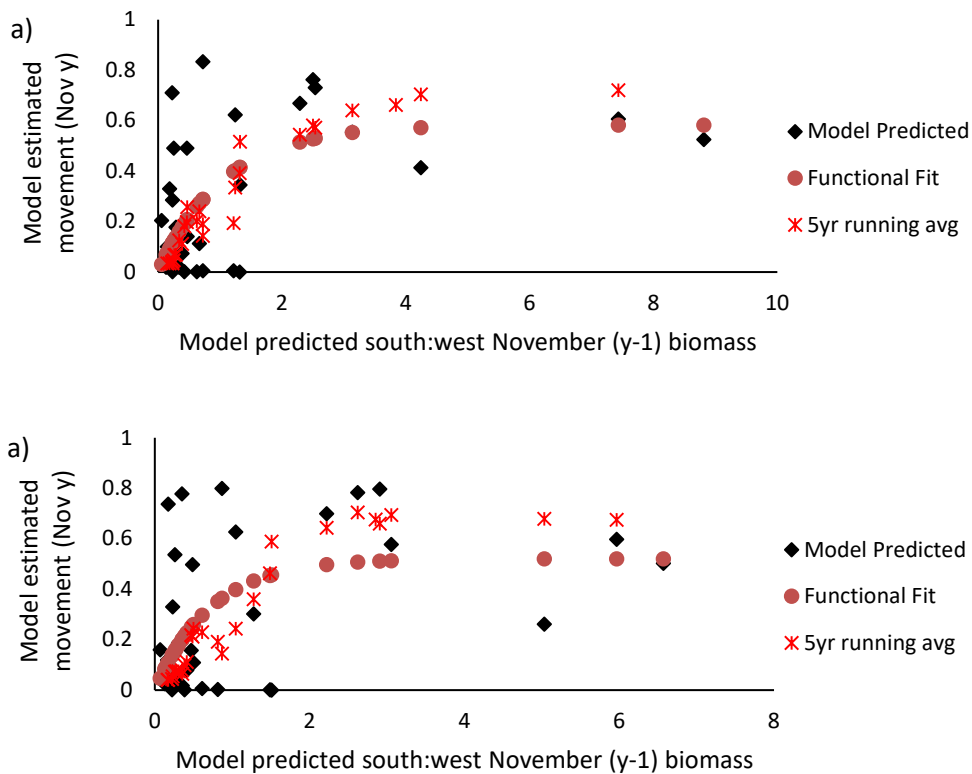 a)
Model estimated
movement (Nov y)
1
0.8
0.6
0.4
0.2
0
0 2 4 6 8 10
Model predicted south:west November (y-1) biomass
Model Predicted
Functional Fit
5yr running avg
a)
Model estimated
movement (Nov y)
1
0.8
0.6
0.4
0.2
0
0 2 4 6 8
Model predicted south:west November (y-1) biomass
Model Predicted
Functional Fit
5yr running avg